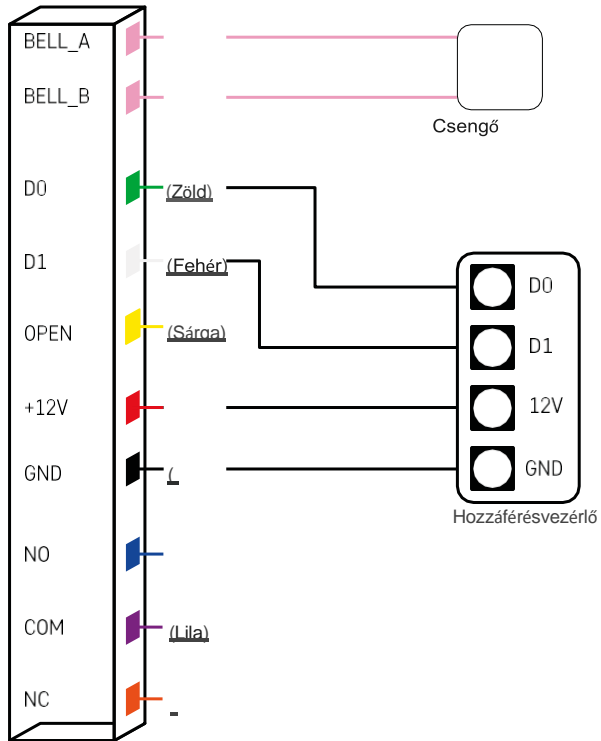 BELL_A
BELL_B
Csengő
D0
(Zöld)
D1
(Fehér)
OPEN
(Sárga)
+12V
GND
(
NO
COM
(Lila)
NC
D0
D1
12V
GND
Hozzáférésvezérlő